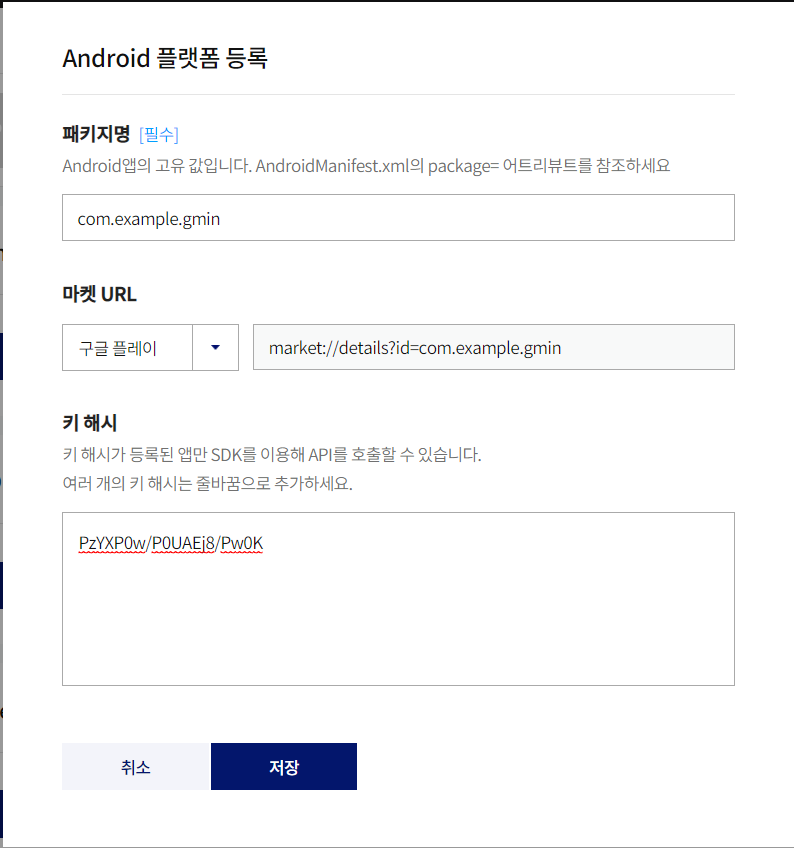 Android 플랫폼 등록
패키지명 [필수]
Android앱의 고유 값입니다. AndroidManifest.xml의 package= 어트리뷰트를 참조하세요
com.example.gmin
마켓 URL
구글 플레이 market://details?id=com.example.gmin
키 해시
키 해시가 등록된 앱만 SDK를 이용해 API를 호출할 수 있습니다.
여러 개의 키 해시는 줄바꿈으로 추가하세요.
PzYXP0w/P0UAEj8/Pw0K
취소 저장